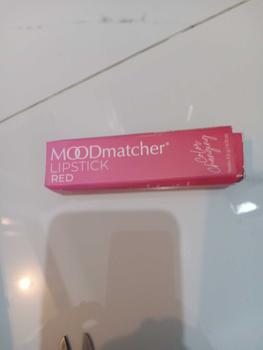 MOODmatcher®
LIPSTICK
RED
Color
Changing